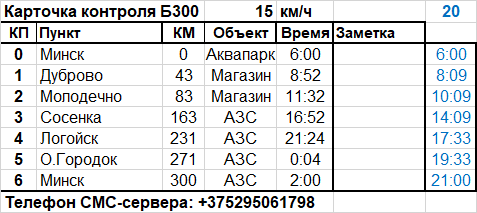 Карточка контроля Б300 15 км/ч 20
КП Пункт КМ Объект Время Заметка
0 Минск 0 Аквапарк 6:00 6:00
1 Дуброво 43 Магазин 8:52 8:09
2 Молодечно 83 Магазин 11:32 10:09
3 Сосенка 163 АЗС 16:52 14:09
4 Логойск 231 АЗС 21:24 17:33
5 О.Городок 271 АЗС 0:04 19:33
6 Минск 300 АЗС 2:00 21:00
Телефон СМС-сервера: +375295061798